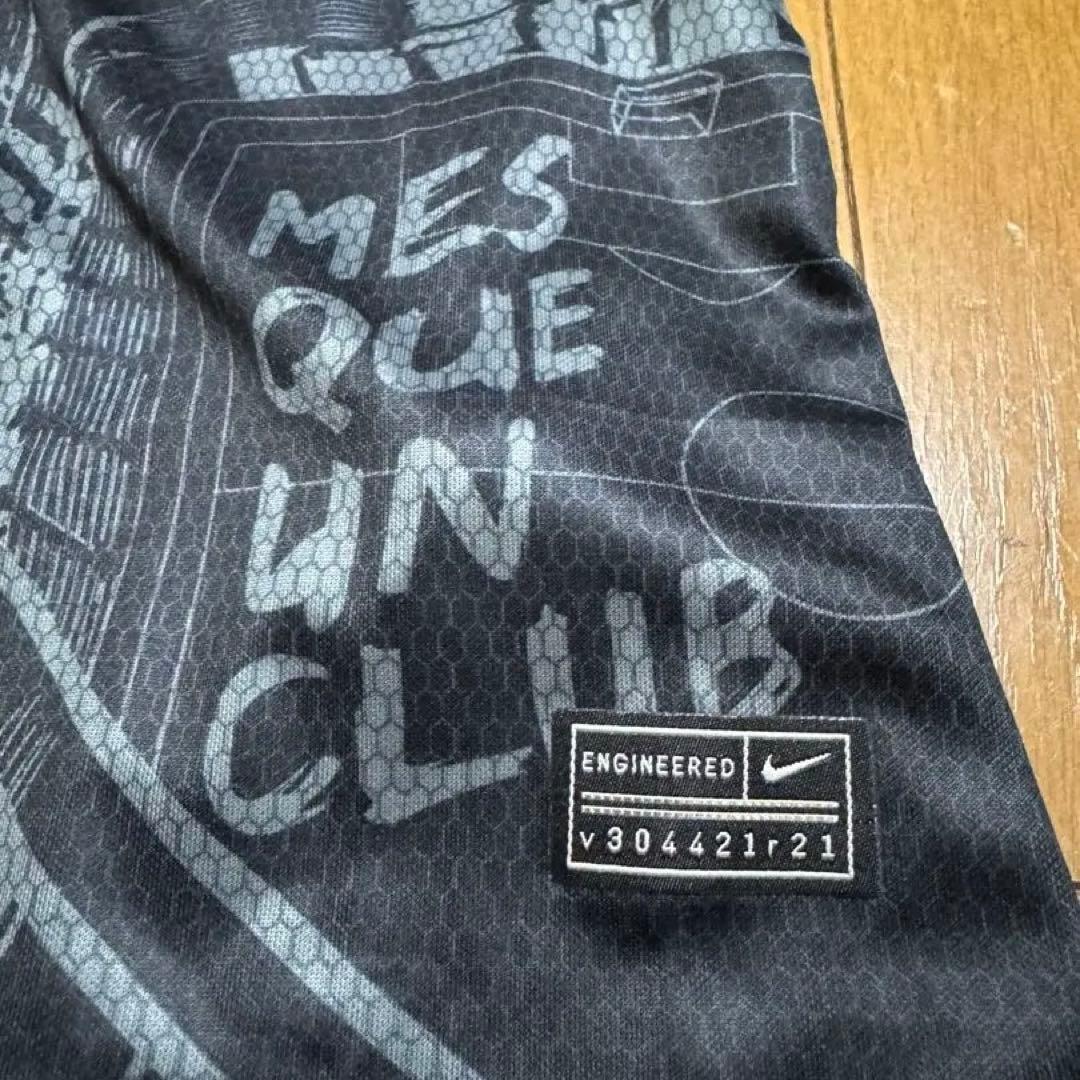 MES
QUE
UN
CLUB
ENGINEERED
v304421r21